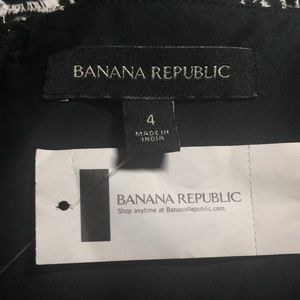 BANANA REPUBLIC
4
MADE IN
INDIA
BANANA REPUBLIC
Shop anytime at BananaRepublic.com.